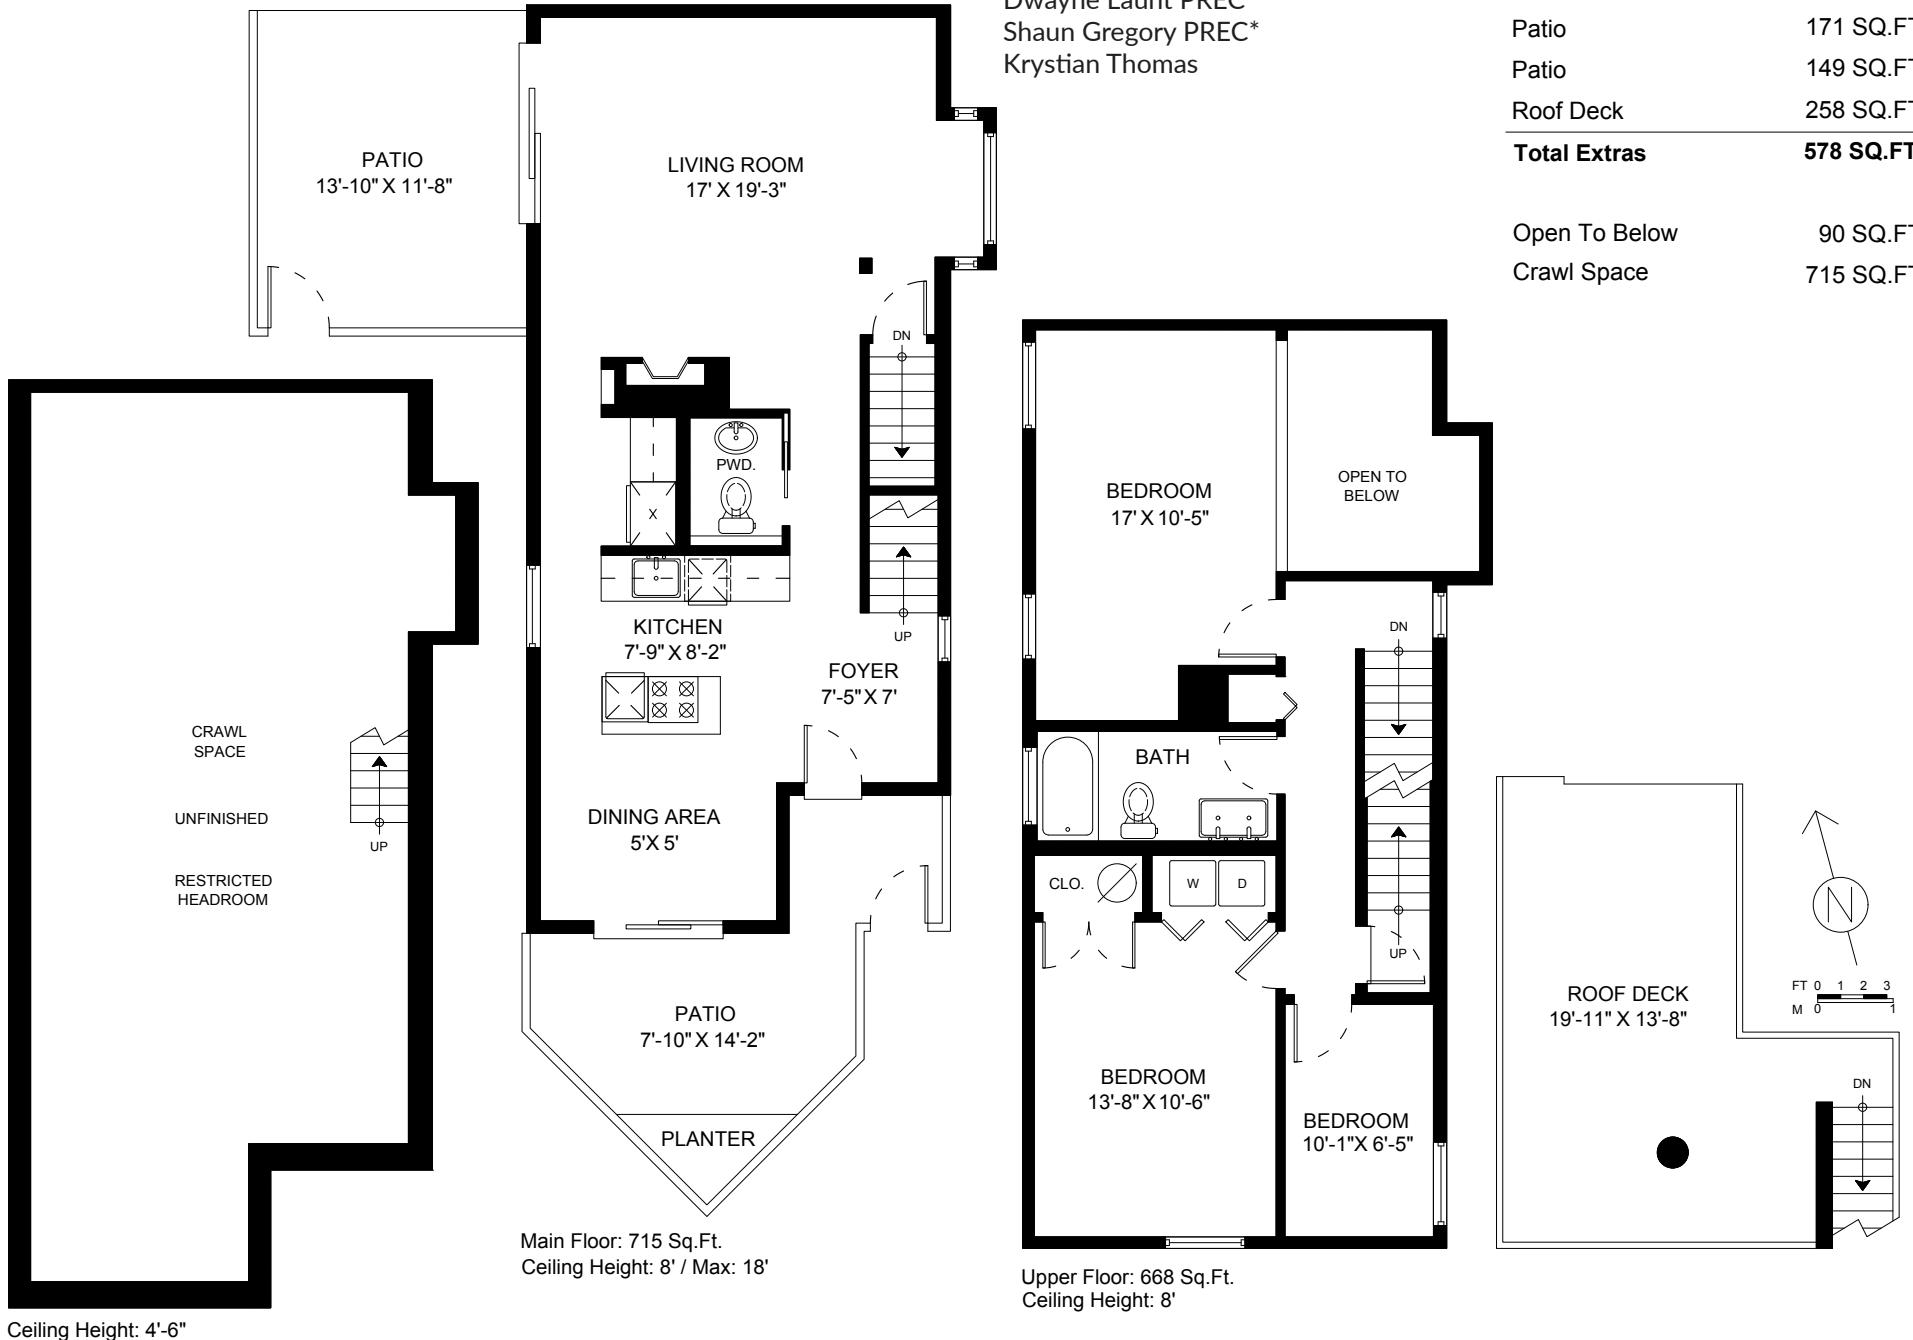 Dwayne Launt PREC*
Shaun Gregory PREC*
Krystian Thomas
Patio 171 SQ.FT
Patio 149 SQ.FT
Roof Deck 258 SQ.FT
Total Extras 578 SQ.FT
Open To Below 90 SQ.FT
Crawl Space 715 SQ.FT
PATIO
13'-10" X 11'-8"
LIVING ROOM
17' X 19'-3"
DN
PWD.
X
KITCHEN
7'-9" X 8'-2"
UP
FOYER
7'-5" X 7'
DINING AREA
5' X 5'
PATIO
7'-10" X 14'-2"
PLANTER
Main Floor: 715 Sq.Ft.
Ceiling Height: 8' / Max: 18'
CRAWL
SPACE
UNFINISHED
RESTRICTED
HEADROOM
UP
Ceiling Height: 4'-6"
BEDROOM
17' X 10'-5"
OPEN TO
BELOW
DN
BATH
CLO.
W
D
UP
BEDROOM
13'-8" X 10'-6"
BEDROOM
10'-1" X 6'-5"
Upper Floor: 668 Sq.Ft.
Ceiling Height: 8'
ROOF DECK
19'-11" X 13'-8"
DN
N
FT 0 1 2 3
M 0 1